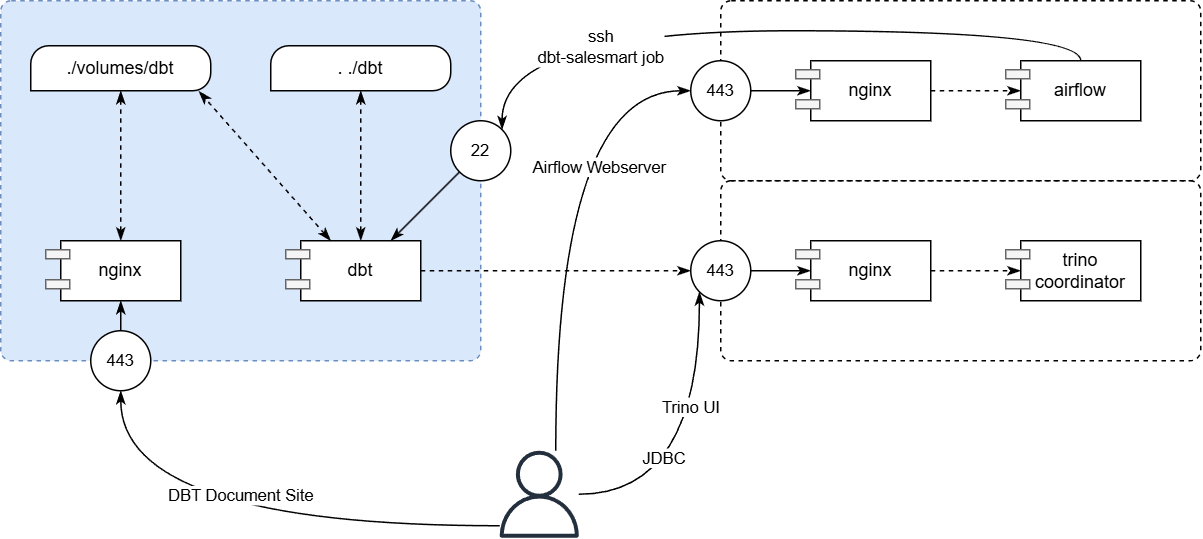 ./volumes/dbt
. ./dbt
ssh
dbt-salesmart job
443
nginx
airflow
22
Airflow Webserver
nginx
dbt
443
nginx
trino
coordinator
443
Trino UI
JDBC
DBT Document Site